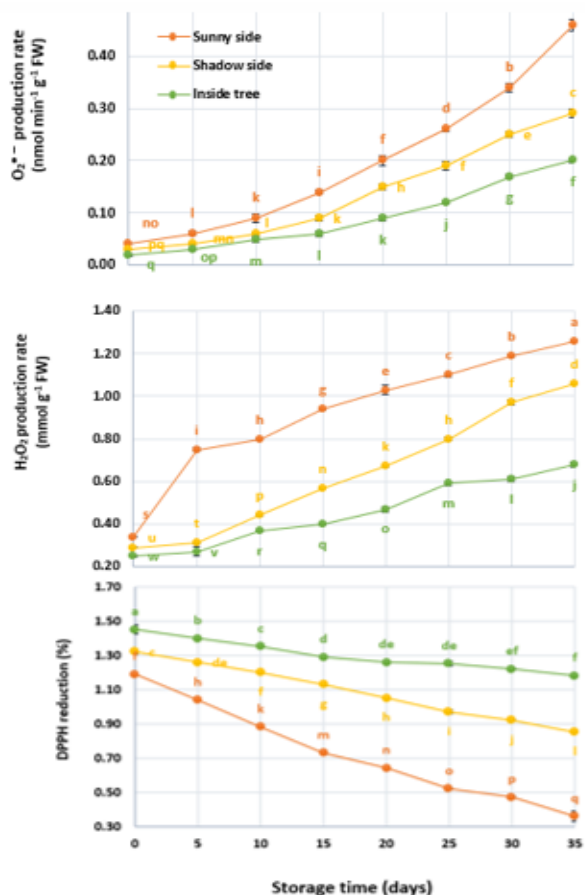 O₂•− production rate
(nmol min⁻¹ g⁻¹ FW)
0.40
0.30
0.20
0.10
0.00
Sunny side
Shadow side
Inside tree
no l k i f d b
pq mo l k h f e c
q op m l k j g f
H₂O₂ production rate
(mmol g⁻¹ FW)
1.40
1.20
1.00
0.80
0.60
0.40
0.20
s i h g e c b a
u t p n k h f d
w v r q o m l j
DPPH reduction (%)
1.70
1.50
1.30
1.10
0.90
0.70
0.50
0.30
a b c d de de ef f
c de f g h i j l
h k m n o p q
0 5 10 15 20 25 30 35
Storage time (days)